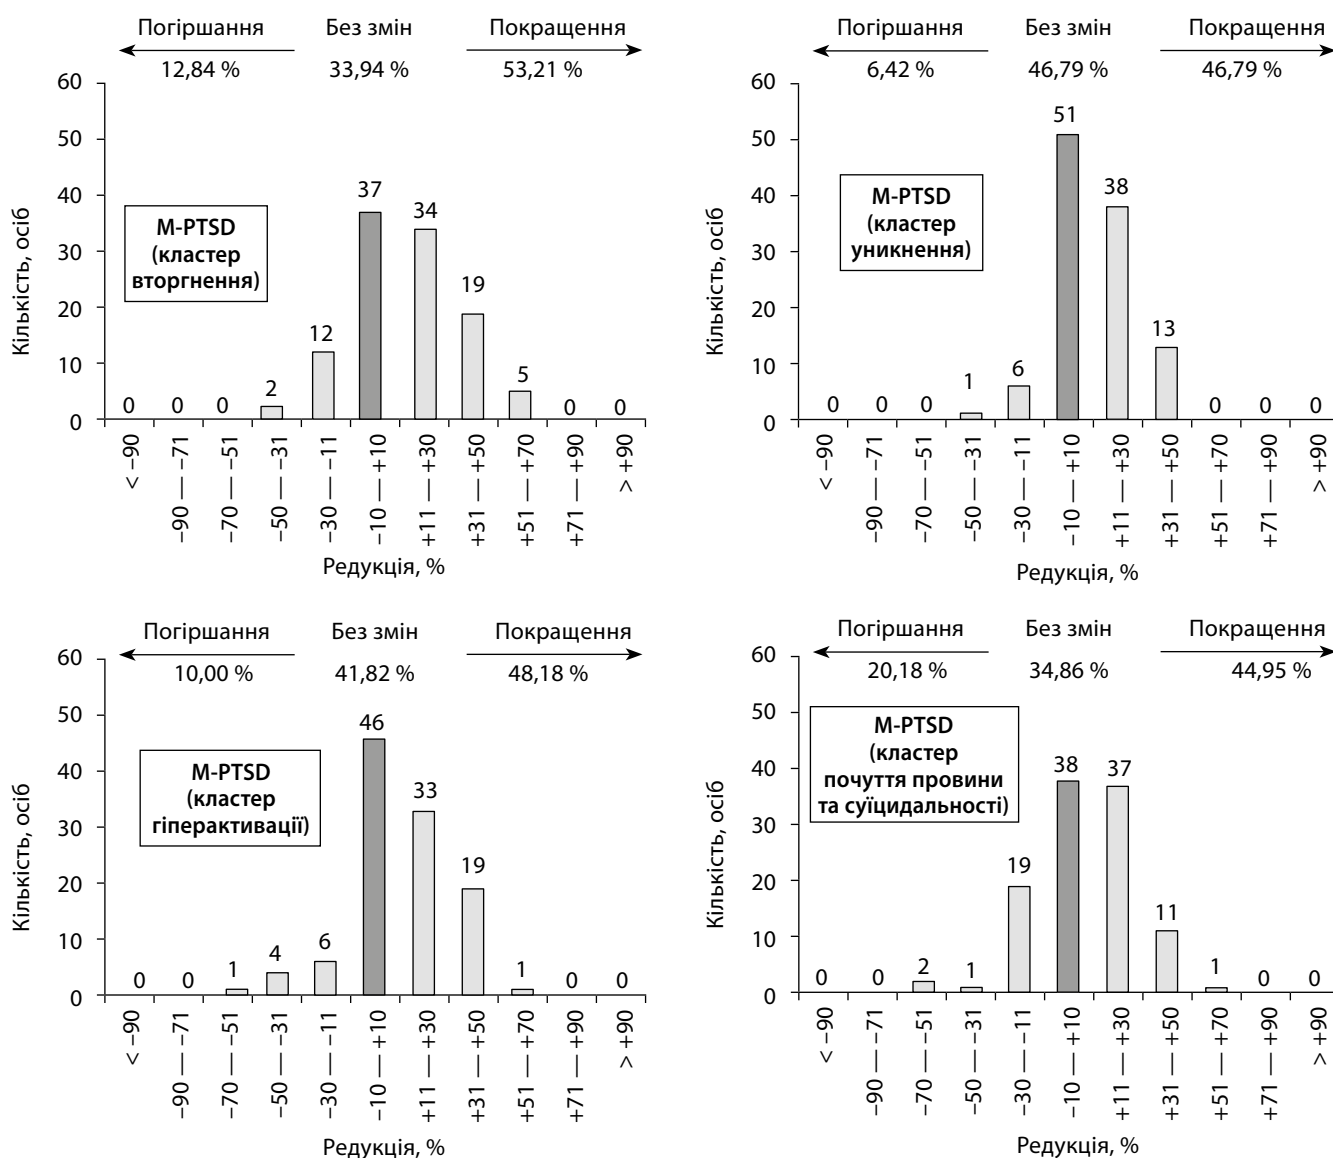 Погіршання Без змін Покращення
12,84 % 33,94 % 53,21 %
60
50
40
30
20
10
0
Кількість, осіб
M-PTSD
(кластер
вторгнення)
0 0 0 2 12 37 34 19 5 0 0
< −90
−90 — −71
−70 — −51
−50 — −31
−30 — −11
−10 — +10
+11 — +30
+31 — +50
+51 — +70
+71 — +90
> +90
Редукція, %
Погіршання Без змін Покращення
6,42 % 46,79 % 46,79 %
60
50
40
30
20
10
0
Кількість, осіб
M-PTSD
(кластер
уникнення)
0 0 0 1 6 51 38 13 0 0 0
< −90
−90 — −71
−70 — −51
−50 — −31
−30 — −11
−10 — +10
+11 — +30
+31 — +50
+51 — +70
+71 — +90
> +90
Редукція, %
Погіршання Без змін Покращення
10,00 % 41,82 % 48,18 %
60
50
40
30
20
10
0
Кількість, осіб
M-PTSD
(кластер
гіперактивації)
0 0 1 4 6 46 33 19 1 0 0
< −90
−90 — −71
−70 — −51
−50 — −31
−30 — −11
−10 — +10
+11 — +30
+31 — +50
+51 — +70
+71 — +90
> +90
Редукція, %
Погіршання Без змін Покращення
20,18 % 34,86 % 44,95 %
60
50
40
30
20
10
0
Кількість, осіб
M-PTSD
(кластер
почуття провини
та суїцидальності)
0 0 2 1 19 38 37 11 1 0 0
< −90
−90 — −71
−70 — −51
−50 — −31
−30 — −11
−10 — +10
+11 — +30
+31 — +50
+51 — +70
+71 — +90
> +90
Редукція, %